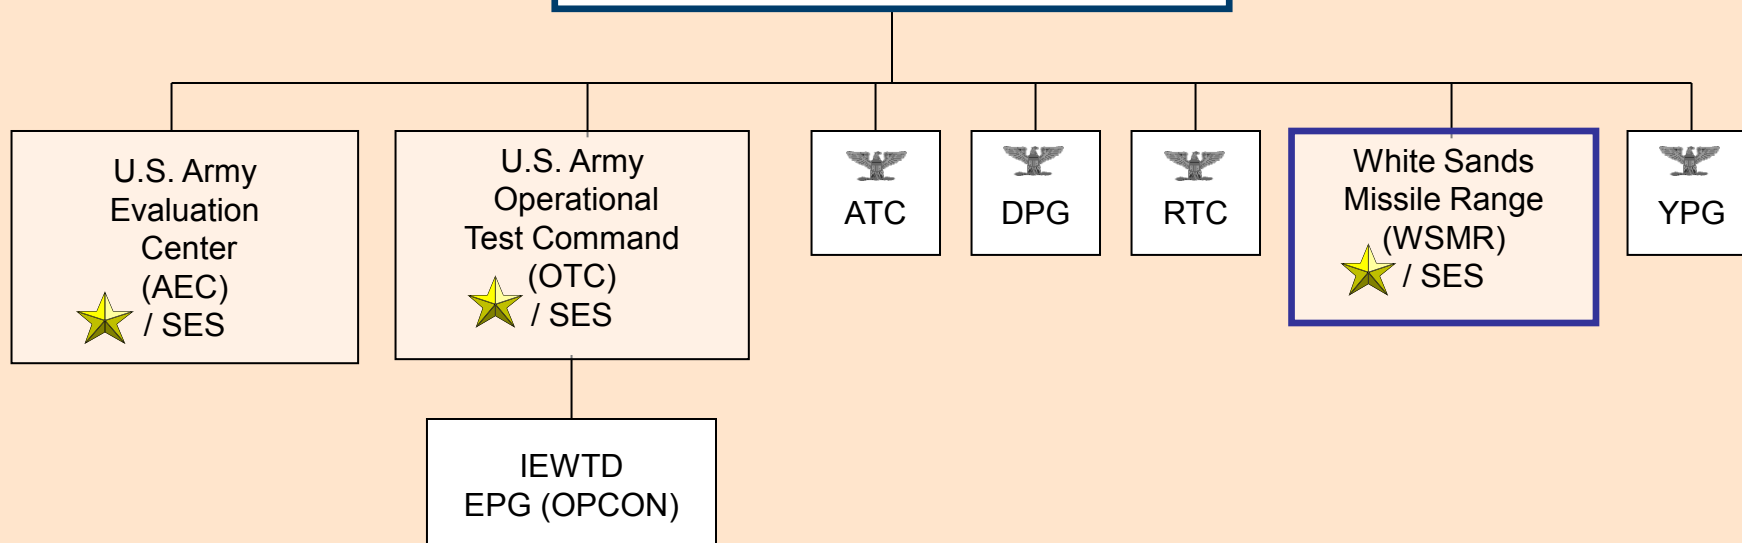 U.S. Army
Evaluation
Center
(AEC)
/ SES
U.S. Army
Operational
Test Command
(OTC)
/ SES
ATC
DPG
RTC
White Sands
Missile Range
(WSMR)
/ SES
YPG
IEWTD
EPG (OPCON)